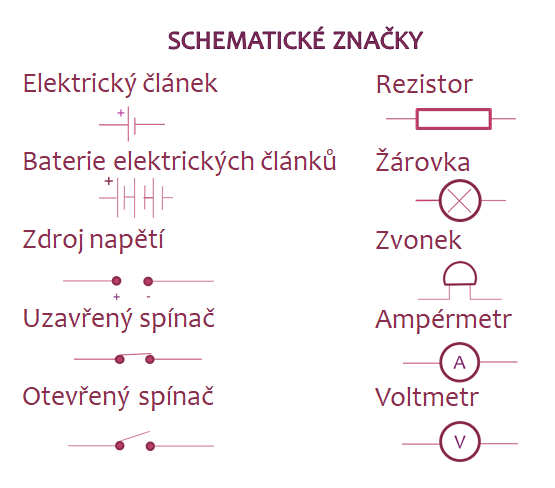 SCHEMATICKÉ ZNAČKY
Elektrický článek
+
Baterie elektrických článků
+
Zdroj napětí
+ -
Uzavřený spínač
Otevřený spínač
Rezistor
Žárovka
Zvonek
Ampérmetr
A
Voltmetr
V